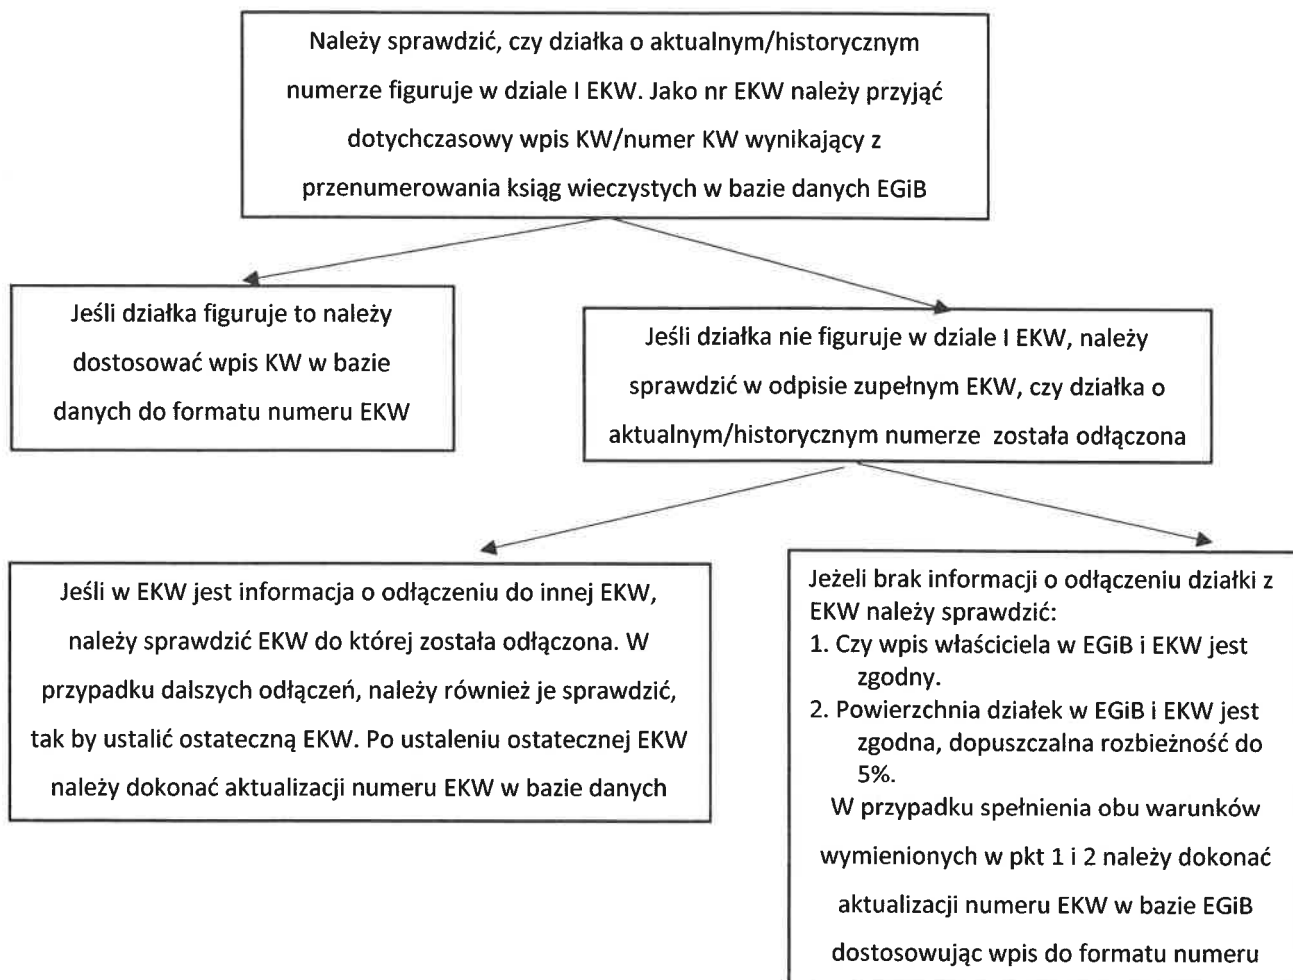 Należy sprawdzić, czy działka o aktualnym/historycznym
numerze figuruje w dziale I EKW. Jako nr EKW należy przyjąć
dotychczasowy wpis KW/numer KW wynikający z
przenumerowania ksiąg wieczystych w bazie danych EGiB
Jeśli działka figuruje to należy
dostosować wpis KW w bazie
danych do formatu numeru EKW
Jeśli działka nie figuruje w dziale I EKW, należy
sprawdzić w odpisie zupełnym EKW, czy działka o
aktualnym/historycznym numerze została odłączona
Jeśli w EKW jest informacja o odłączeniu do innej EKW,
należy sprawdzić EKW do której została odłączona. W
przypadku dalszych odłączeń, należy również je sprawdzić,
tak by ustalić ostateczną EKW. Po ustaleniu ostatecznej EKW
należy dokonać aktualizacji numeru EKW w bazie danych
Jeżeli brak informacji o odłączeniu działki z
EKW należy sprawdzić:
1. Czy wpis właściciela w EGiB i EKW jest
zgodny.
2. Powierzchnia działek w EGiB i EKW jest
zgodna, dopuszczalna rozbieżność do
5%.
W przypadku spełnienia obu warunków
wymienionych w pkt 1 i 2 należy dokonać
aktualizacji numeru EKW w bazie EGiB
dostosowując wpis do formatu numeru